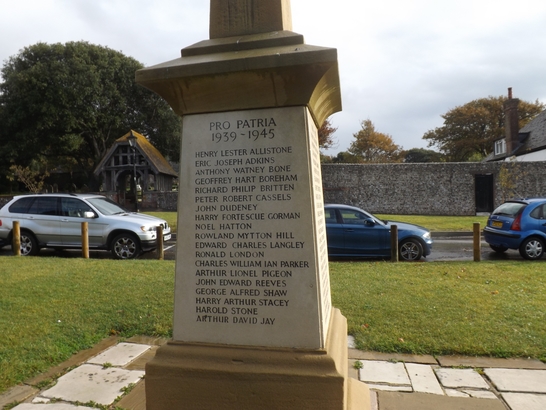 PRO PATRIA
1939-1945
HENRY LESTER ALLISTONE
ERIC JOSEPH ADKINS
ANTHONY WATNEY BONE
GEOFFREY HART BOREHAM
RICHARD PHILIP BRITTEN
PETER ROBERT CASSELS
JOHN DUDENEY
HARRY FORTESCUE GORMAN
NOEL HATTON
ROWLAND MYTTON HILL
EDWARD CHARLES LANGLEY
RONALD LONDON
CHARLES WILLIAM IAN PARKER
ARTHUR LIONEL PIGEON
JOHN EDWARD REEVES
GEORGE ALFRED SHAW
HARRY ARTHUR STACEY
HAROLD STONE
ARTHUR DAVID JAY